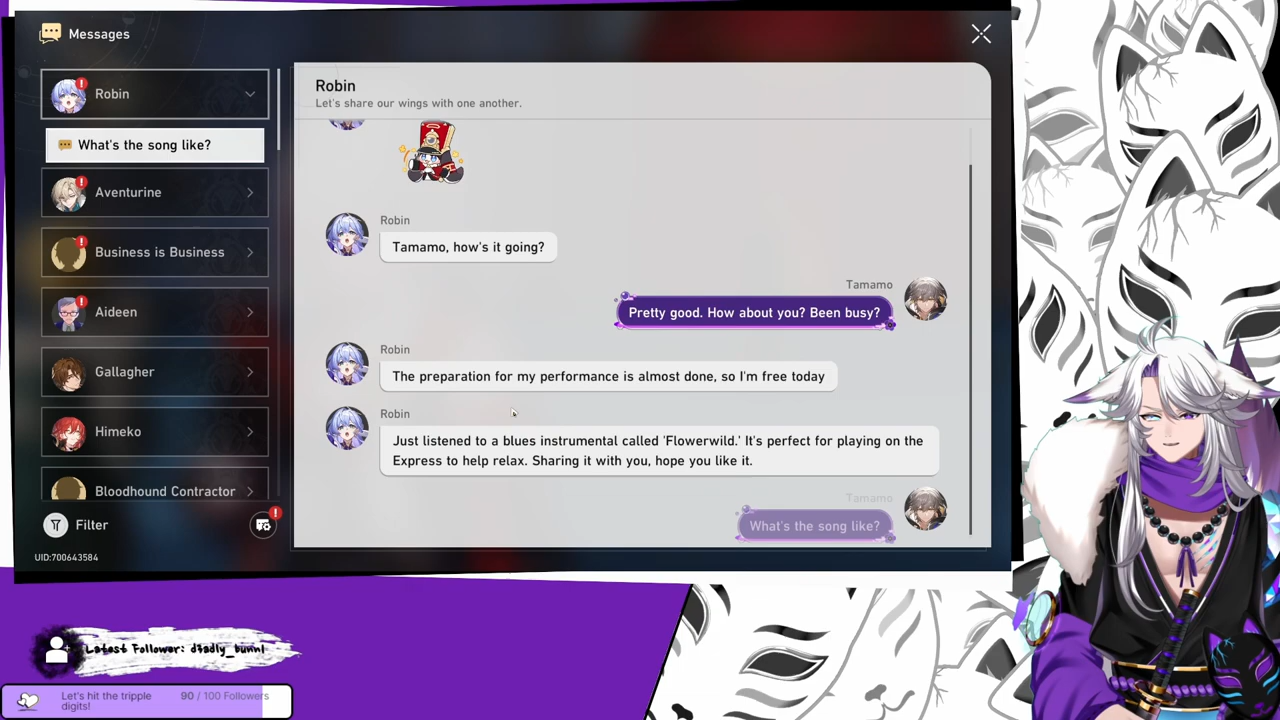 Messages
Robin
What's the song like?
Aventurine
Business is Business
Aideen
Gallagher
Himeko
Bloodhound Contractor
Filter
UID:700643584
Robin
Let's share our wings with one another.
Robin
Tamamo, how's it going?
Tamamo
Pretty good. How about you? Been busy?
Robin
The preparation for my performance is almost done, so I'm free today
Robin
Just listened to a blues instrumental called 'Flowerwild.' It's perfect for playing on the
Express to help relax. Sharing it with you, hope you like it.
Tamamo
What's the song like?
Latest Follower: d3adly_bunn1
Let's hit the tripple
digits!
90 / 100 Followers